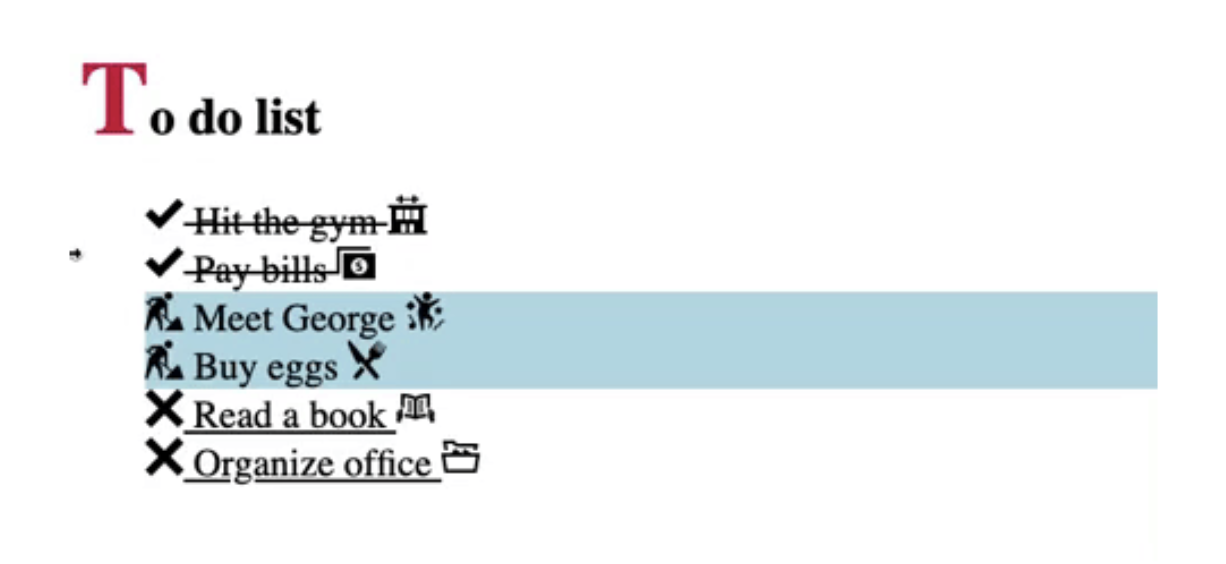 To do list
Hit the gym
Pay bills
Meet George
Buy eggs
Read a book
Organize office